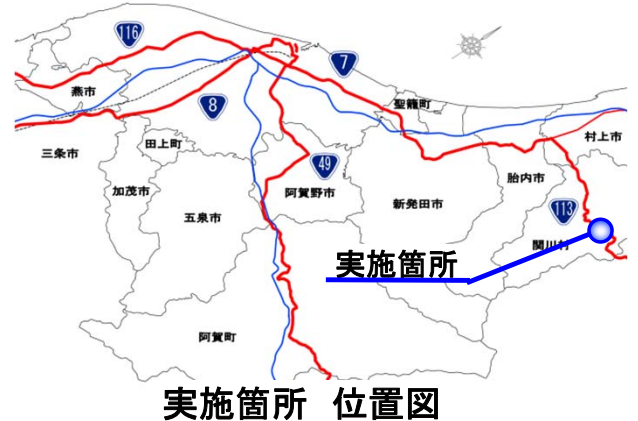 116
7
燕市
8
聖籠町
三条市
田上町
49
村上市
加茂市
阿賀野市
胎内市
五泉市
新発田市
113
関川村
実施箇所
阿賀町
実施箇所 位置図